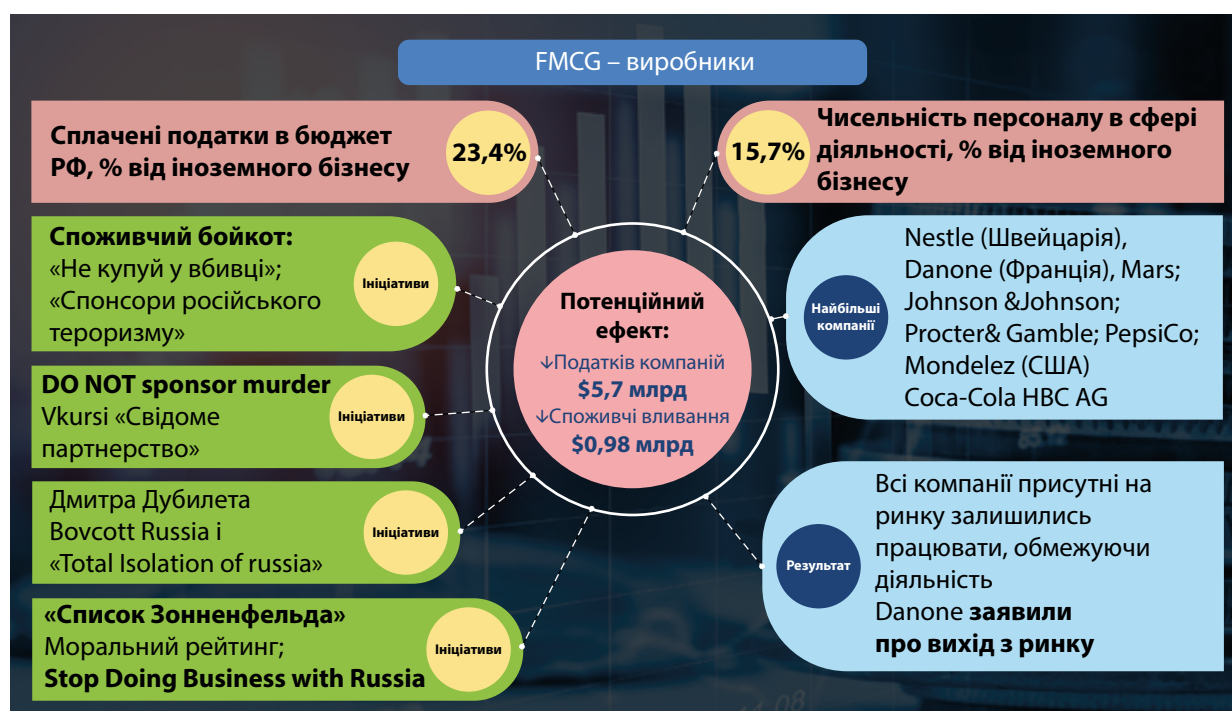 FMCG – виробники
Сплачені податки в бюджет
РФ, % від іноземного бізнесу
23,4%
15,7%
Чисельність персоналу в сфері
діяльності, % від іноземного
бізнесу
Споживчий бойкот:
«Не купуй у вбивці»;
«Спонсори російського
тероризму»
Ініціативи
DO NOT sponsor murder
Vkursi «Свідоме
партнерство»
Ініціативи
Дмитра Дубилета
Bovcott Russia і
«Total Isolation of russia»
Ініціативи
«Список Зонненфельда»
Моральний рейтинг;
Stop Doing Business with Russia
Ініціативи
Потенційний
ефект:
↓Податків компаній
$5,7 млрд
↓Споживчі вливання
$0,98 млрд
Найбільші
компанії
Nestle (Швейцарія),
Danone (Франція), Mars;
Johnson &Johnson;
Procter& Gamble; PepsiCo;
Mondelez (США)
Coca-Cola HBC AG
Результат
Всі компанії присутні на
ринку залишились
працювати, обмежуючи
діяльність
Danone заявили
про вихід з ринку